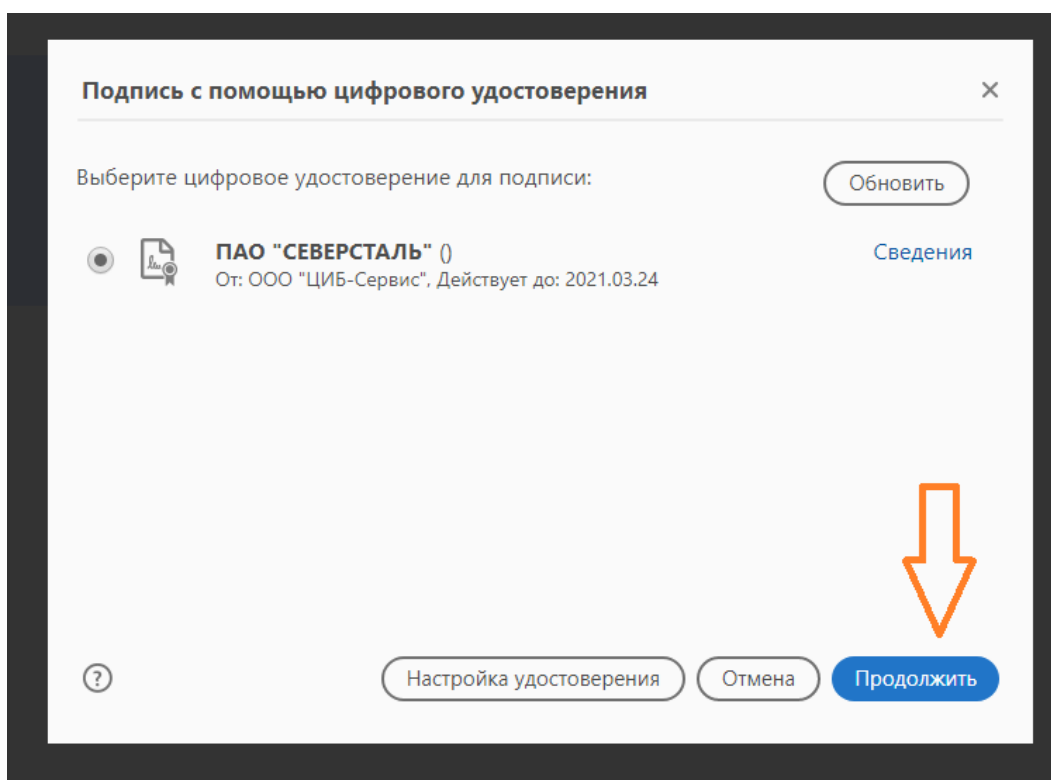 Подпись с помощью цифрового удостоверения
Выберите цифровое удостоверение для подписи:
Обновить
ПАО "СЕВЕРСТАЛЬ" ()
Сведения
От: ООО "ЦИБ-Сервис", Действует до: 2021.03.24
Настройка удостоверения
Отмена
Продолжить